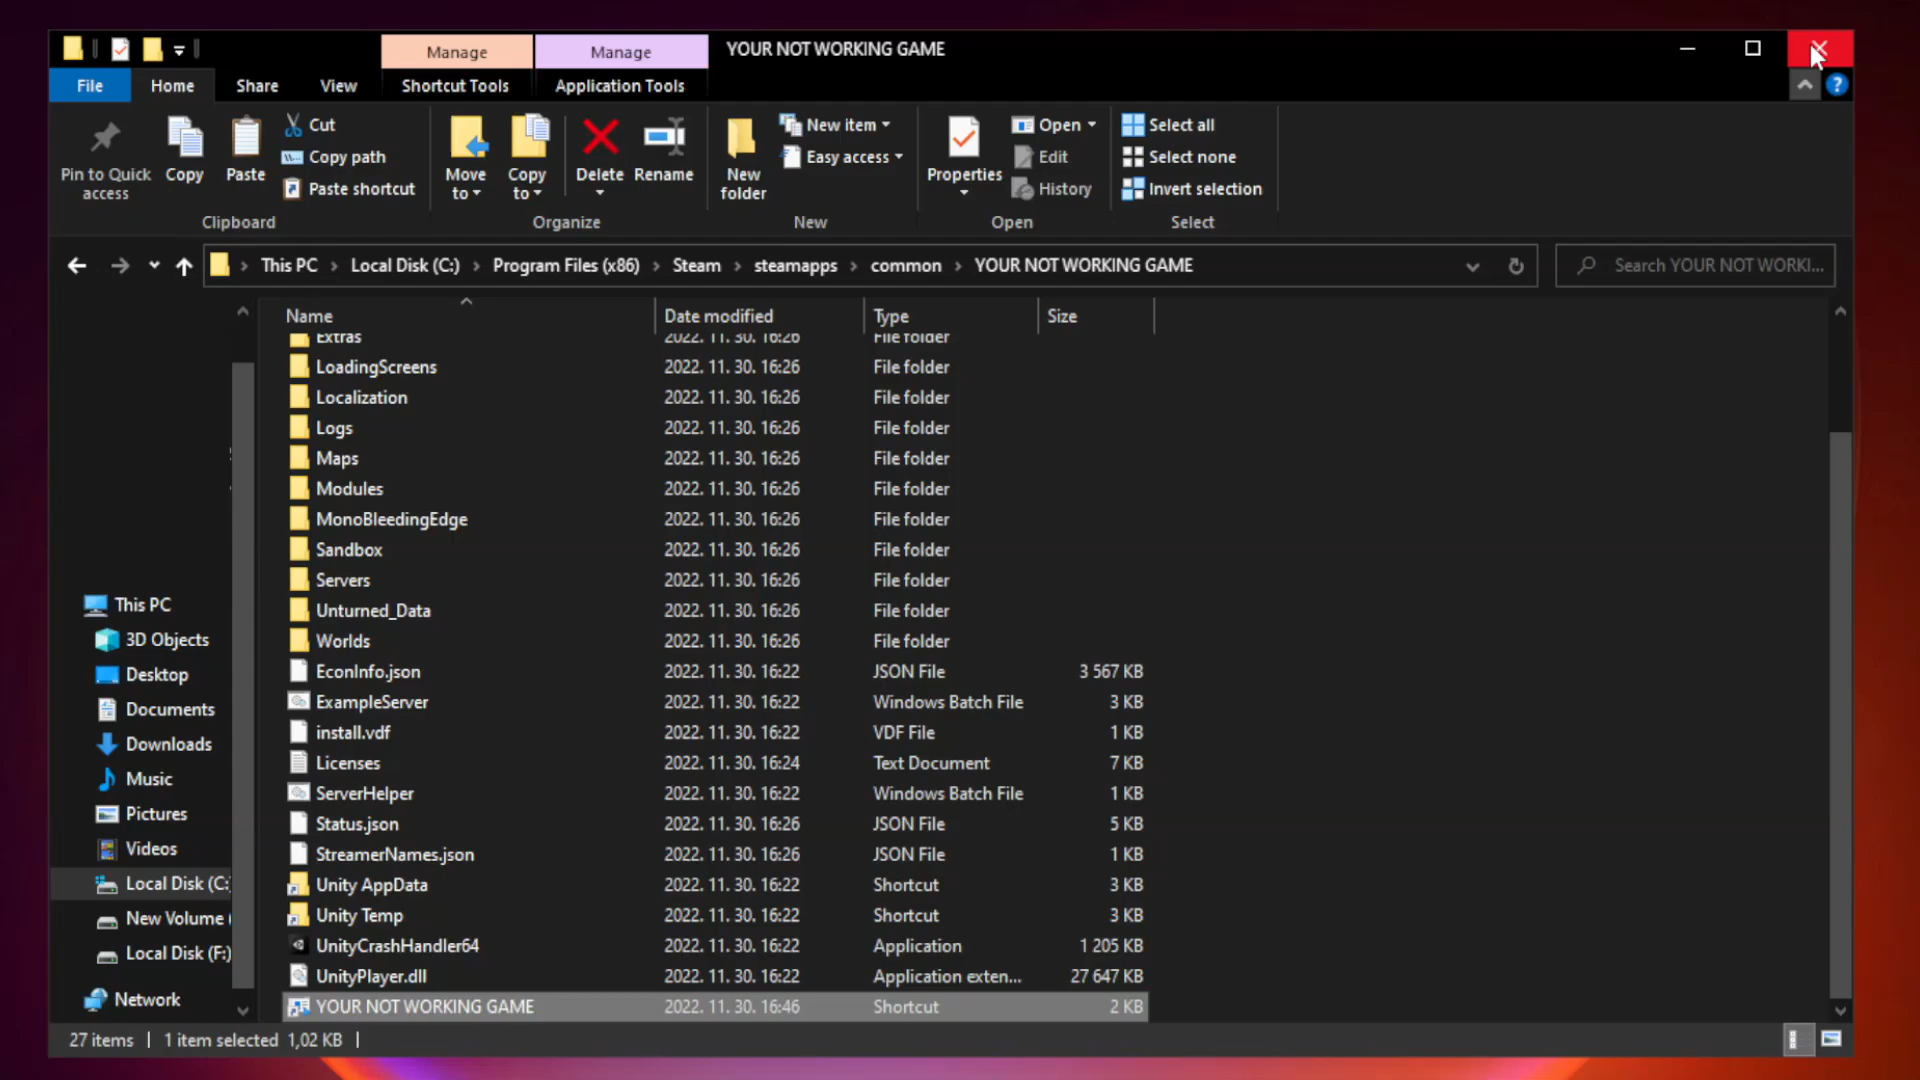 Manage Manage YOUR NOT WORKING GAME
File Home Share View Shortcut Tools Application Tools
Pin to Quick access
Copy
Paste
Cut
Copy path
Paste shortcut
Clipboard
Move to
Copy to
Delete
Rename
Organize
New folder
New item
Easy access
New
Properties
Open
Edit
History
Open
Select all
Select none
Invert selection
Select
This PC Local Disk (C:) Program Files (x86) Steam steamapps common YOUR NOT WORKING GAME
Search YOUR NOT WORKI...
Name Date modified Type Size
Extras 2022. 11. 30. 16:26 File folder
LoadingScreens 2022. 11. 30. 16:26 File folder
Localization 2022. 11. 30. 16:26 File folder
Logs 2022. 11. 30. 16:26 File folder
Maps 2022. 11. 30. 16:26 File folder
Modules 2022. 11. 30. 16:26 File folder
MonoBleedingEdge 2022. 11. 30. 16:26 File folder
Sandbox 2022. 11. 30. 16:26 File folder
Servers 2022. 11. 30. 16:26 File folder
Unturned_Data 2022. 11. 30. 16:26 File folder
Worlds 2022. 11. 30. 16:26 File folder
EconInfo.json 2022. 11. 30. 16:22 JSON File 3 567 KB
ExampleServer 2022. 11. 30. 16:22 Windows Batch File 3 KB
install.vdf 2022. 11. 30. 16:22 VDF File 1 KB
Licenses 2022. 11. 30. 16:24 Text Document 7 KB
ServerHelper 2022. 11. 30. 16:22 Windows Batch File 1 KB
Status.json 2022. 11. 30. 16:26 JSON File 5 KB
StreamerNames.json 2022. 11. 30. 16:26 JSON File 1 KB
Unity AppData 2022. 11. 30. 16:22 Shortcut 3 KB
Unity Temp 2022. 11. 30. 16:22 Shortcut 3 KB
UnityCrashHandler64 2022. 11. 30. 16:22 Application 1 205 KB
UnityPlayer.dll 2022. 11. 30. 16:22 Application exten... 27 647 KB
YOUR NOT WORKING GAME 2022. 11. 30. 16:46 Shortcut 2 KB
This PC
3D Objects
Desktop
Documents
Downloads
Music
Pictures
Videos
Local Disk (C:)
New Volume (
Local Disk (F:)
Network
27 items 1 item selected 1,02 KB